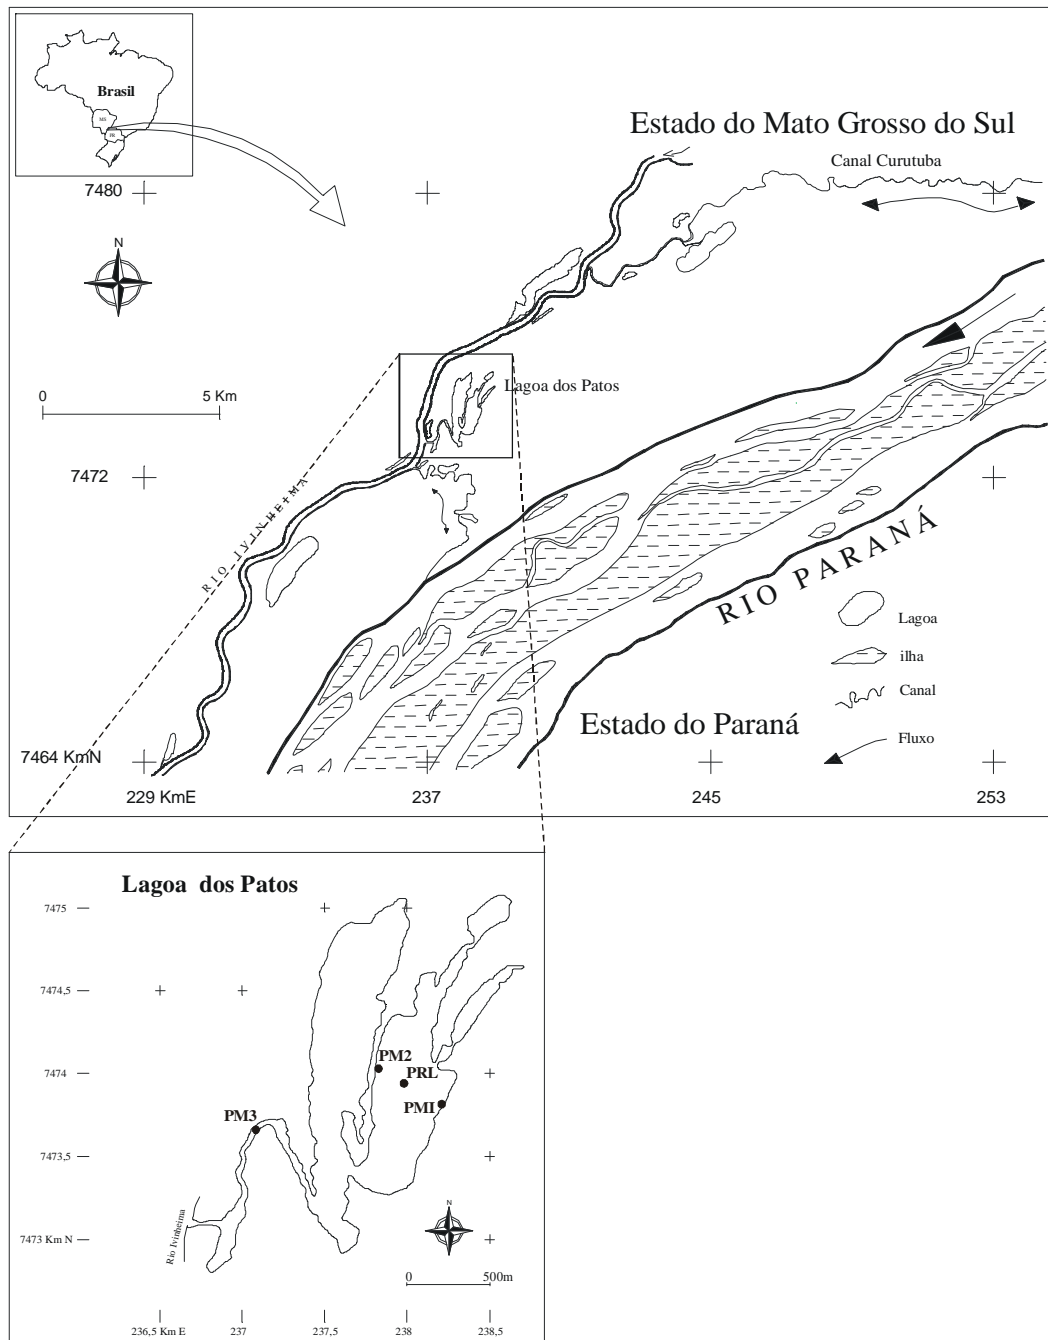 Brasil
MS
PR
Estado do Mato Grosso do Sul
Canal Curutuba
7480
N
0 5 Km
Lagoa dos Patos
7472
RIO IVINHEIMA
RIO PARANÁ
Lagoa
ilha
Canal
Estado do Paraná
Fluxo
7464 KmN
229 KmE 237 245 253
Lagoa dos Patos
7475
7474,5
PM2
7474
PRL
PMI
PM3
7473,5
N
Rio Ivinheima
7473 Km N
0 500m
236,5 Km E 237 237,5 238 238,5